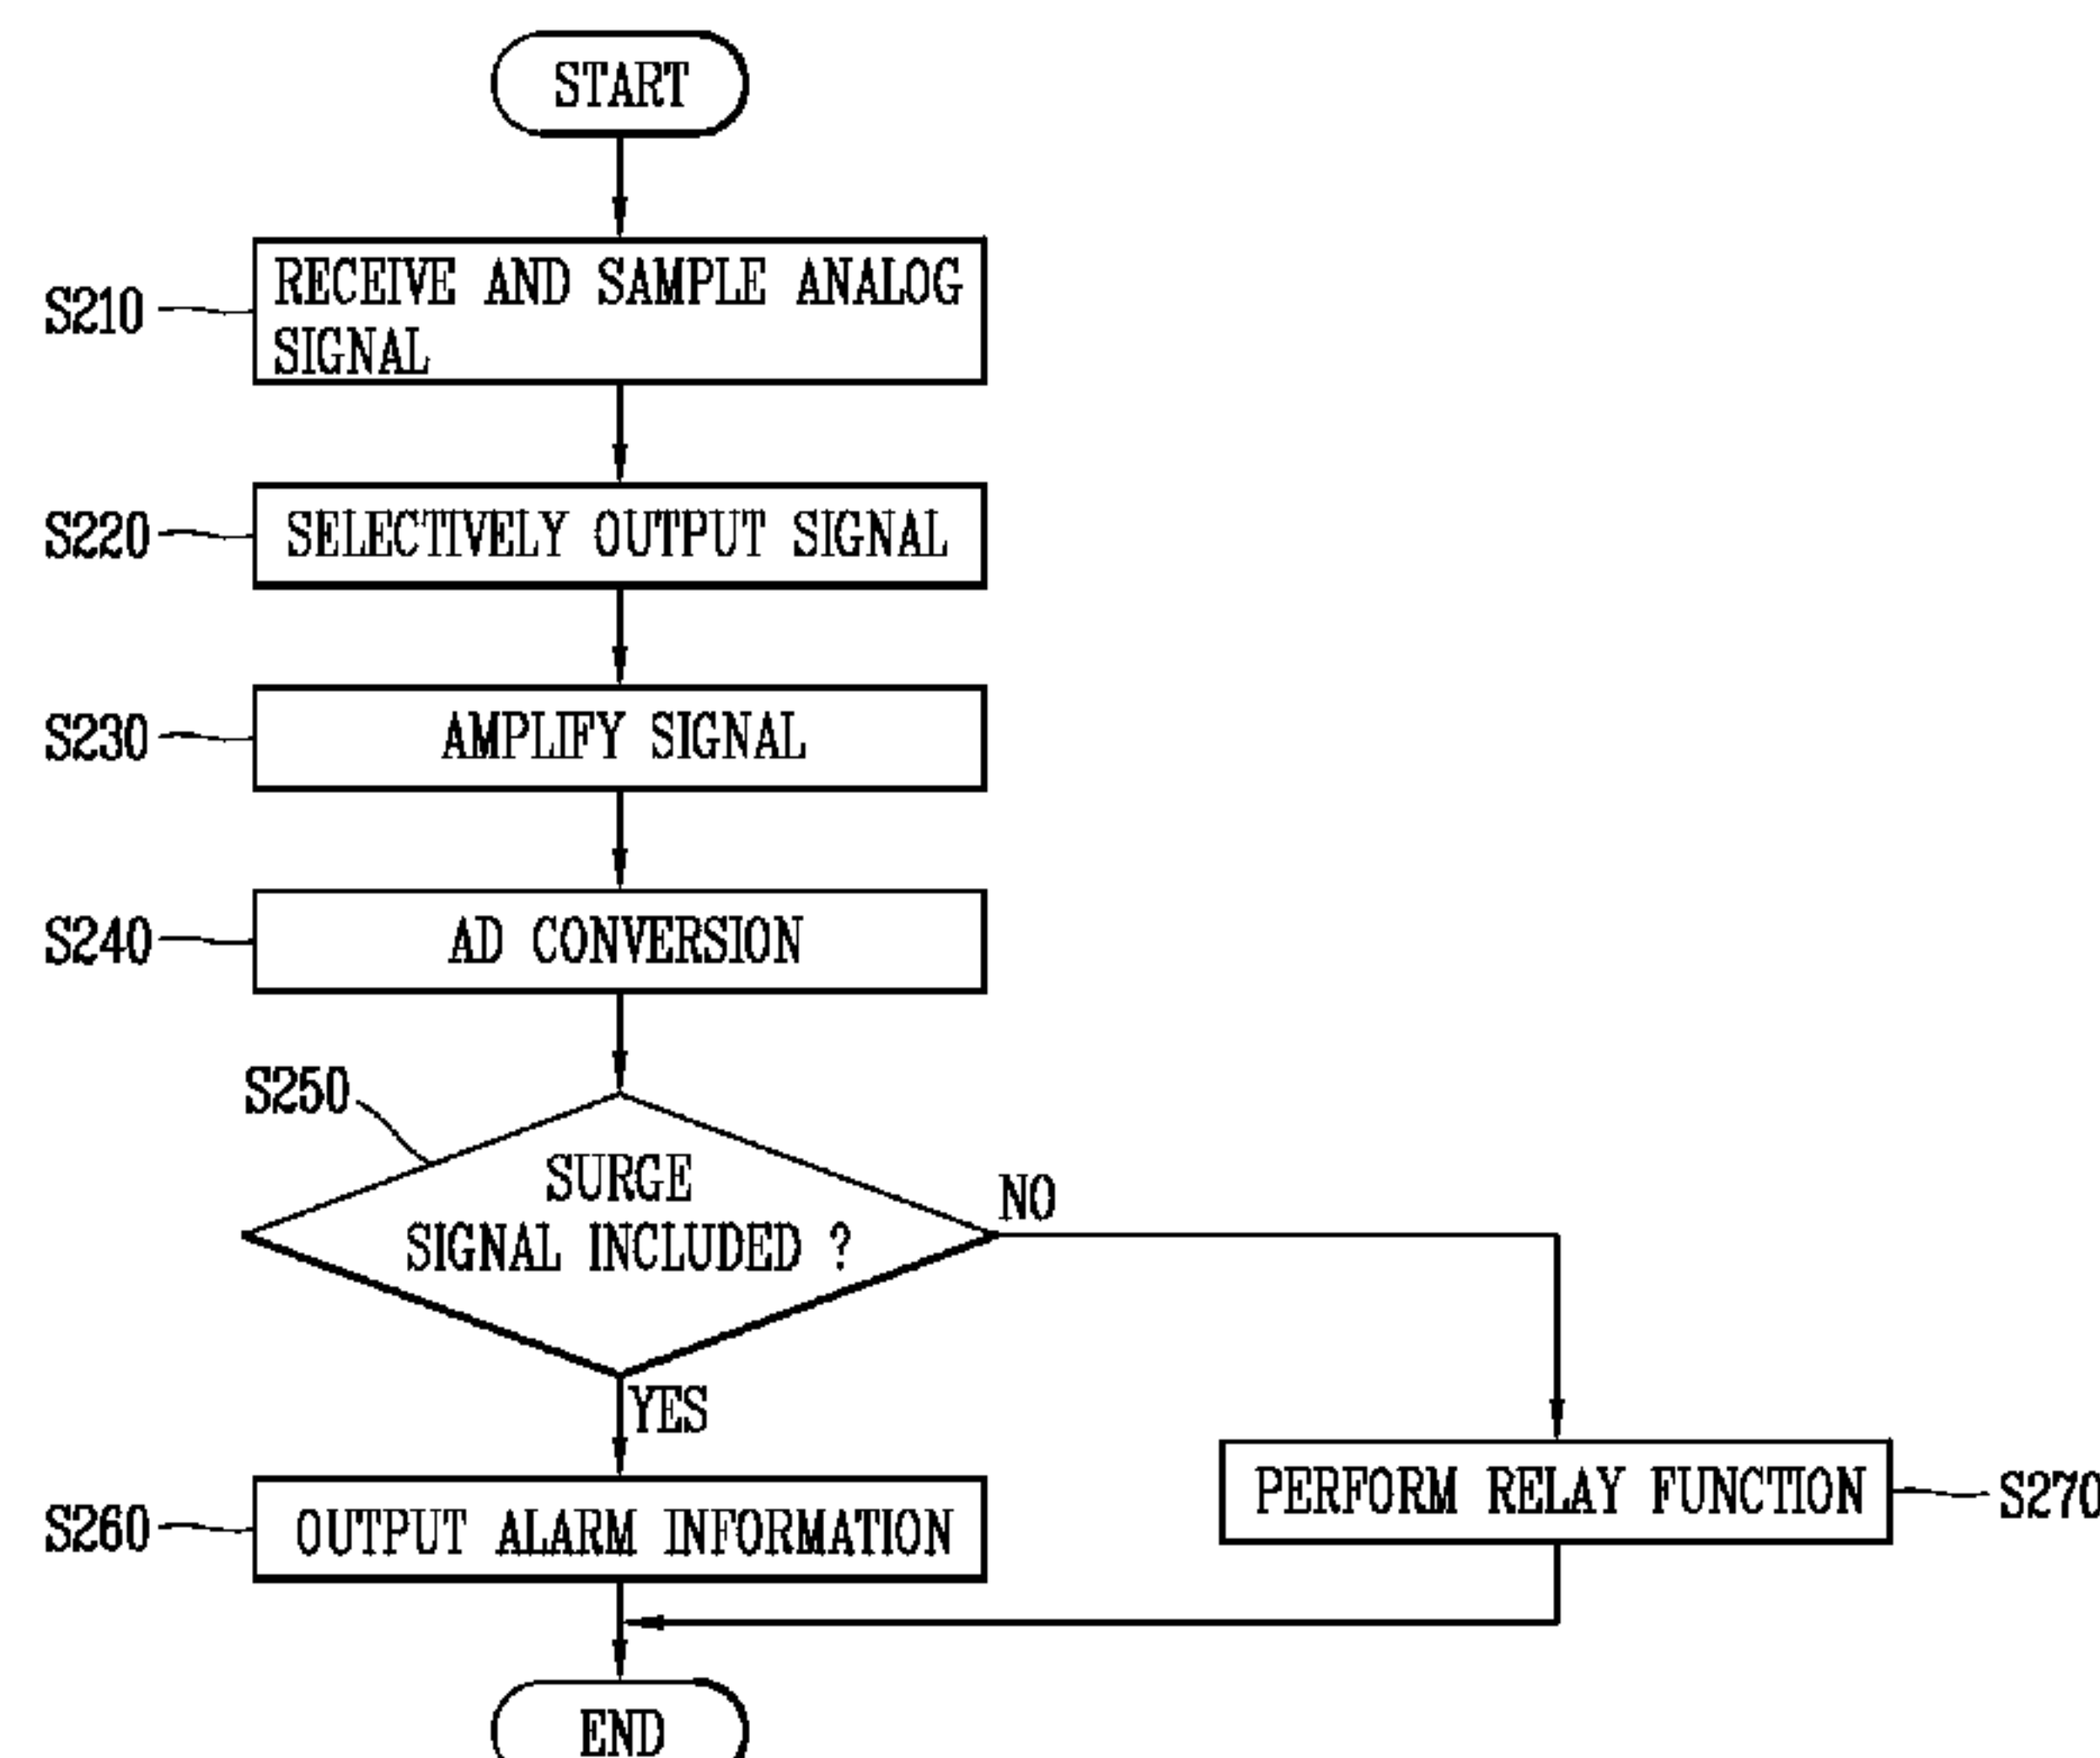 START
S210
RECEIVE AND SAMPLE ANALOG
SIGNAL
S220
SELECTIVELY OUTPUT SIGNAL
S230
AMPLIFY SIGNAL
S240
AD CONVERSION
S250
SURGE
SIGNAL INCLUDED ?
NO
YES
S260
OUTPUT ALARM INFORMATION
PERFORM RELAY FUNCTION
S270
END